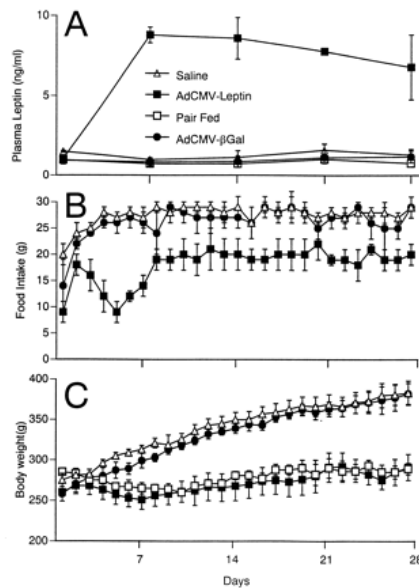 A
10
5
0
Plasma Leptin (ng/ml)
Saline
AdCMV-Leptin
Pair Fed
AdCMV-βGal
B
30
25
20
15
10
5
0
Food Intake (g)
C
400
350
300
250
200
Body weight(g)
7
14
21
28
Days